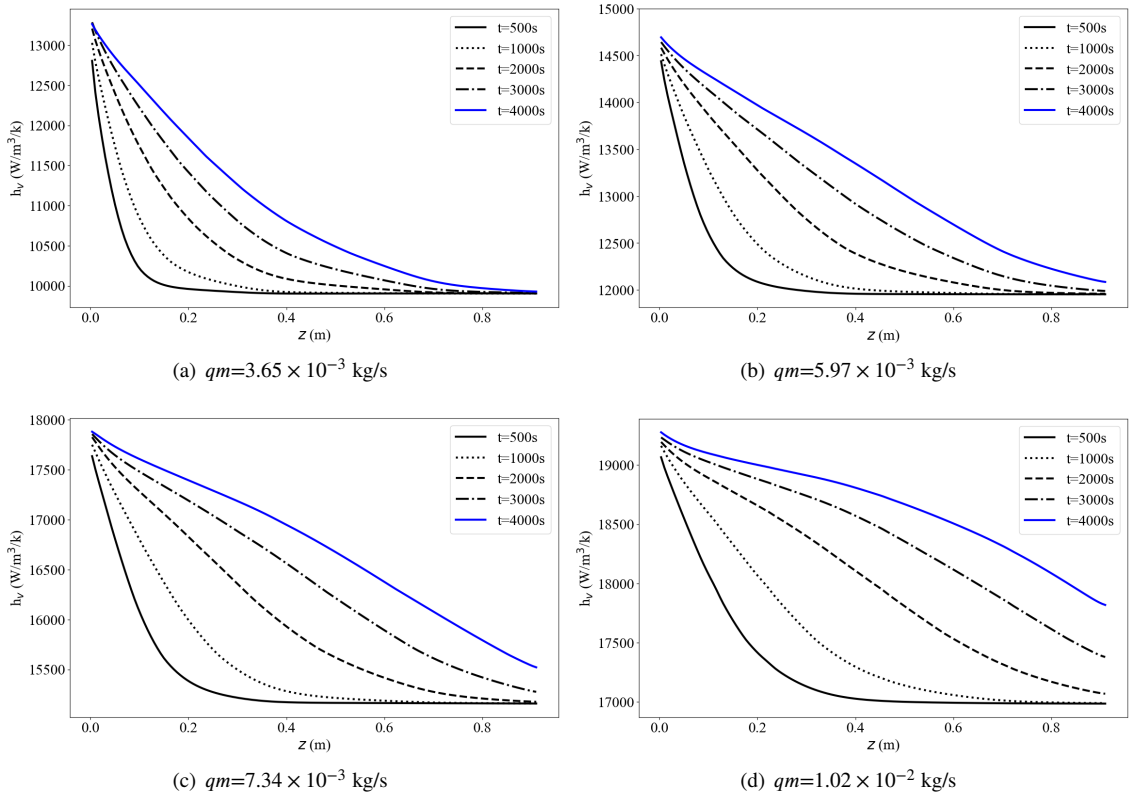 13000
12500
12000
11500
11000
10500
10000
h_v (W/m^3/k)
0.0 0.2 0.4 0.6 0.8
z (m)
t=500s
t=1000s
t=2000s
t=3000s
t=4000s
(a) qm=3.65 × 10^{-3} kg/s
15000
14500
14000
13500
13000
12500
12000
h_v (W/m^3/k)
0.0 0.2 0.4 0.6 0.8
z (m)
t=500s
t=1000s
t=2000s
t=3000s
t=4000s
(b) qm=5.97 × 10^{-3} kg/s
18000
17500
17000
16500
16000
15500
h_v (W/m^3/k)
0.0 0.2 0.4 0.6 0.8
z (m)
t=500s
t=1000s
t=2000s
t=3000s
t=4000s
(c) qm=7.34 × 10^{-3} kg/s
19000
18500
18000
17500
17000
h_v (W/m^3/k)
0.0 0.2 0.4 0.6 0.8
z (m)
t=500s
t=1000s
t=2000s
t=3000s
t=4000s
(d) qm=1.02 × 10^{-2} kg/s